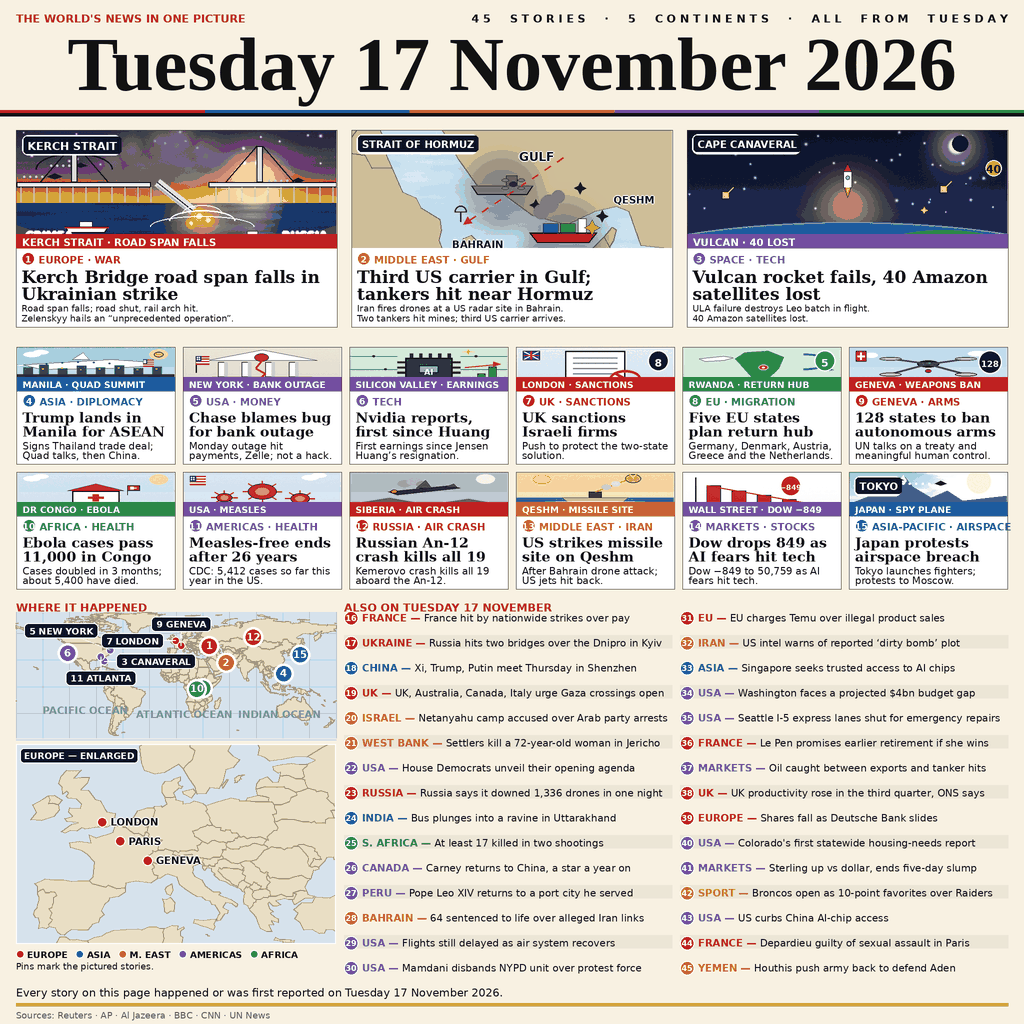 THE WORLD'S NEWS IN ONE PICTURE
45 STORIES · 5 CONTINENTS · ALL FROM TUESDAY
Tuesday 17 November 2026
KERCH STRAIT
KERCH STRAIT · ROAD SPAN FALLS
1 EUROPE · WAR
Kerch Bridge road span falls in
Ukrainian strike
Road span falls; road shut, rail arch hit.
Zelenskyy hails an “unprecedented operation”.
STRAIT OF HORMUZ
GULF
QESHM
BAHRAIN
2 MIDDLE EAST · GULF
Third US carrier in Gulf;
tankers hit near Hormuz
Iran fires drones at a US radar site in Bahrain.
Two tankers hit mines; third US carrier arrives.
CAPE CANAVERAL
40
VULCAN · 40 LOST
3 SPACE · TECH
Vulcan rocket fails, 40 Amazon
satellites lost
ULA failure destroys Leo batch in flight.
40 Amazon satellites lost.
MANILA · QUAD SUMMIT
4 ASIA · DIPLOMACY
Trump lands in
Manila for ASEAN
Signs Thailand trade deal;
Quad talks, then China.
NEW YORK · BANK OUTAGE
5 USA · MONEY
Chase blames bug
for bank outage
Monday outage hit
payments, Zelle; not a hack.
AI
SILICON VALLEY · EARNINGS
6 TECH
Nvidia reports,
first since Huang
First earnings since Jensen
Huang’s resignation.
8
LONDON · SANCTIONS
7 UK · SANCTIONS
UK sanctions
Israeli firms
Push to protect the two-state
solution.
5
RWANDA · RETURN HUB
8 EU · MIGRATION
Five EU states
plan return hub
Germany, Denmark, Austria,
Greece and the Netherlands.
128
GENEVA · WEAPONS BAN
9 GENEVA · ARMS
128 states to ban
autonomous arms
UN talks on a treaty and
meaningful human control.
DR CONGO · EBOLA
10 AFRICA · HEALTH
Ebola cases pass
11,000 in Congo
Cases doubled in 3 months;
about 5,400 have died.
USA · MEASLES
11 AMERICAS · HEALTH
Measles-free ends
after 26 years
CDC: 5,412 cases so far this
year in the US.
SIBERIA · AIR CRASH
12 RUSSIA · AIR CRASH
Russian An-12
crash kills all 19
Kemerovo crash kills all 19
aboard the An-12.
QESHM · MISSILE SITE
13 MIDDLE EAST · IRAN
US strikes missile
site on Qeshm
After Bahrain drone attack;
US jets hit back.
−849
WALL STREET · DOW −849
14 MARKETS · STOCKS
Dow drops 849 as
AI fears hit tech
Dow −849 to 50,759 as AI
fears hit tech.
TOKYO
JAPAN · SPY PLANE
15 ASIA-PACIFIC · AIRSPACE
Japan protests
airspace breach
Tokyo launches fighters;
protests to Moscow.
WHERE IT HAPPENED
5 NEW YORK
9 GENEVA
7 LONDON
3 CANAVERAL
11 ATLANTA
6
12
1
2
15
4
10
PACIFIC OCEAN
ATLANTIC OCEAN
INDIAN OCEAN
EUROPE — ENLARGED
LONDON
PARIS
GENEVA
EUROPE ASIA M. EAST AMERICAS AFRICA
Pins mark the pictured stories.
ALSO ON TUESDAY 17 NOVEMBER
16 FRANCE — France hit by nationwide strikes over pay
17 UKRAINE — Russia hits two bridges over the Dnipro in Kyiv
18 CHINA — Xi, Trump, Putin meet Thursday in Shenzhen
19 UK — UK, Australia, Canada, Italy urge Gaza crossings open
20 ISRAEL — Netanyahu camp accused over Arab party arrests
21 WEST BANK — Settlers kill a 72-year-old woman in Jericho
22 USA — House Democrats unveil their opening agenda
23 RUSSIA — Russia says it downed 1,336 drones in one night
24 INDIA — Bus plunges into a ravine in Uttarakhand
25 S. AFRICA — At least 17 killed in two shootings
26 CANADA — Carney returns to China, a star a year on
27 PERU — Pope Leo XIV returns to a port city he served
28 BAHRAIN — 64 sentenced to life over alleged Iran links
29 USA — Flights still delayed as air system recovers
30 USA — Mamdani disbands NYPD unit over protest force
31 EU — EU charges Temu over illegal product sales
32 IRAN — US intel warns of reported ‘dirty bomb’ plot
33 ASIA — Singapore seeks trusted access to AI chips
34 USA — Washington faces a projected $4bn budget gap
35 USA — Seattle I-5 express lanes shut for emergency repairs
36 FRANCE — Le Pen promises earlier retirement if she wins
37 MARKETS — Oil caught between exports and tanker hits
38 UK — UK productivity rose in the third quarter, ONS says
39 EUROPE — Shares fall as Deutsche Bank slides
40 USA — Colorado’s first statewide housing-needs report
41 MARKETS — Sterling up vs dollar, ends five-day slump
42 SPORT — Broncos open as 10-point favorites over Raiders
43 USA — US curbs China AI-chip access
44 FRANCE — Depardieu guilty of sexual assault in Paris
45 YEMEN — Houthis push army back to defend Aden
Every story on this page happened or was first reported on Tuesday 17 November 2026.
Sources: Reuters · AP · Al Jazeera · BBC · CNN · UN News